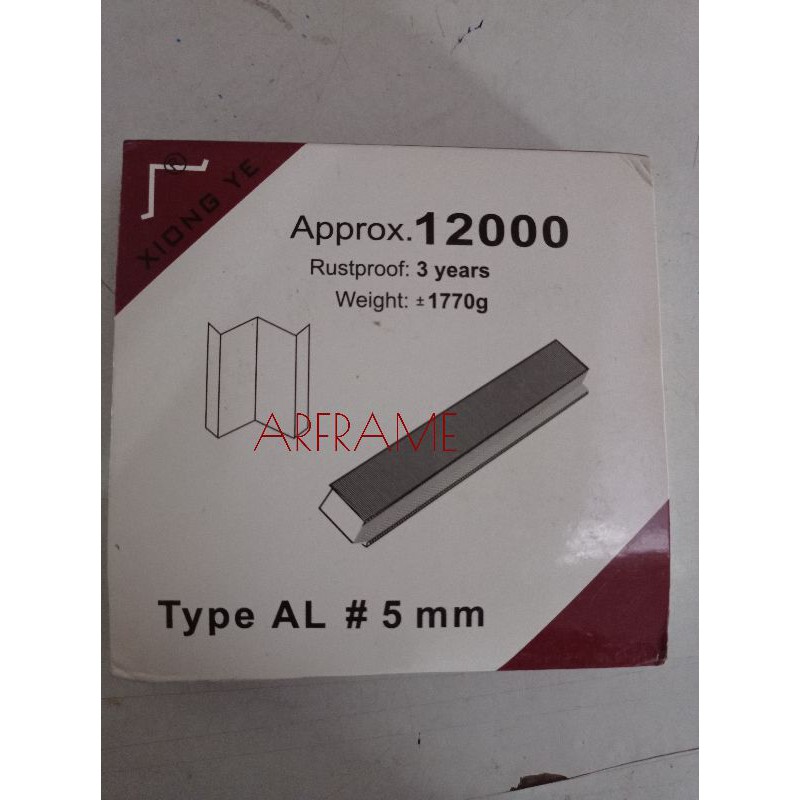 ®
XIONG YE
Approx.12000
Rustproof: 3 years
Weight: ±1770g
ARFRAME
Type AL # 5 mm